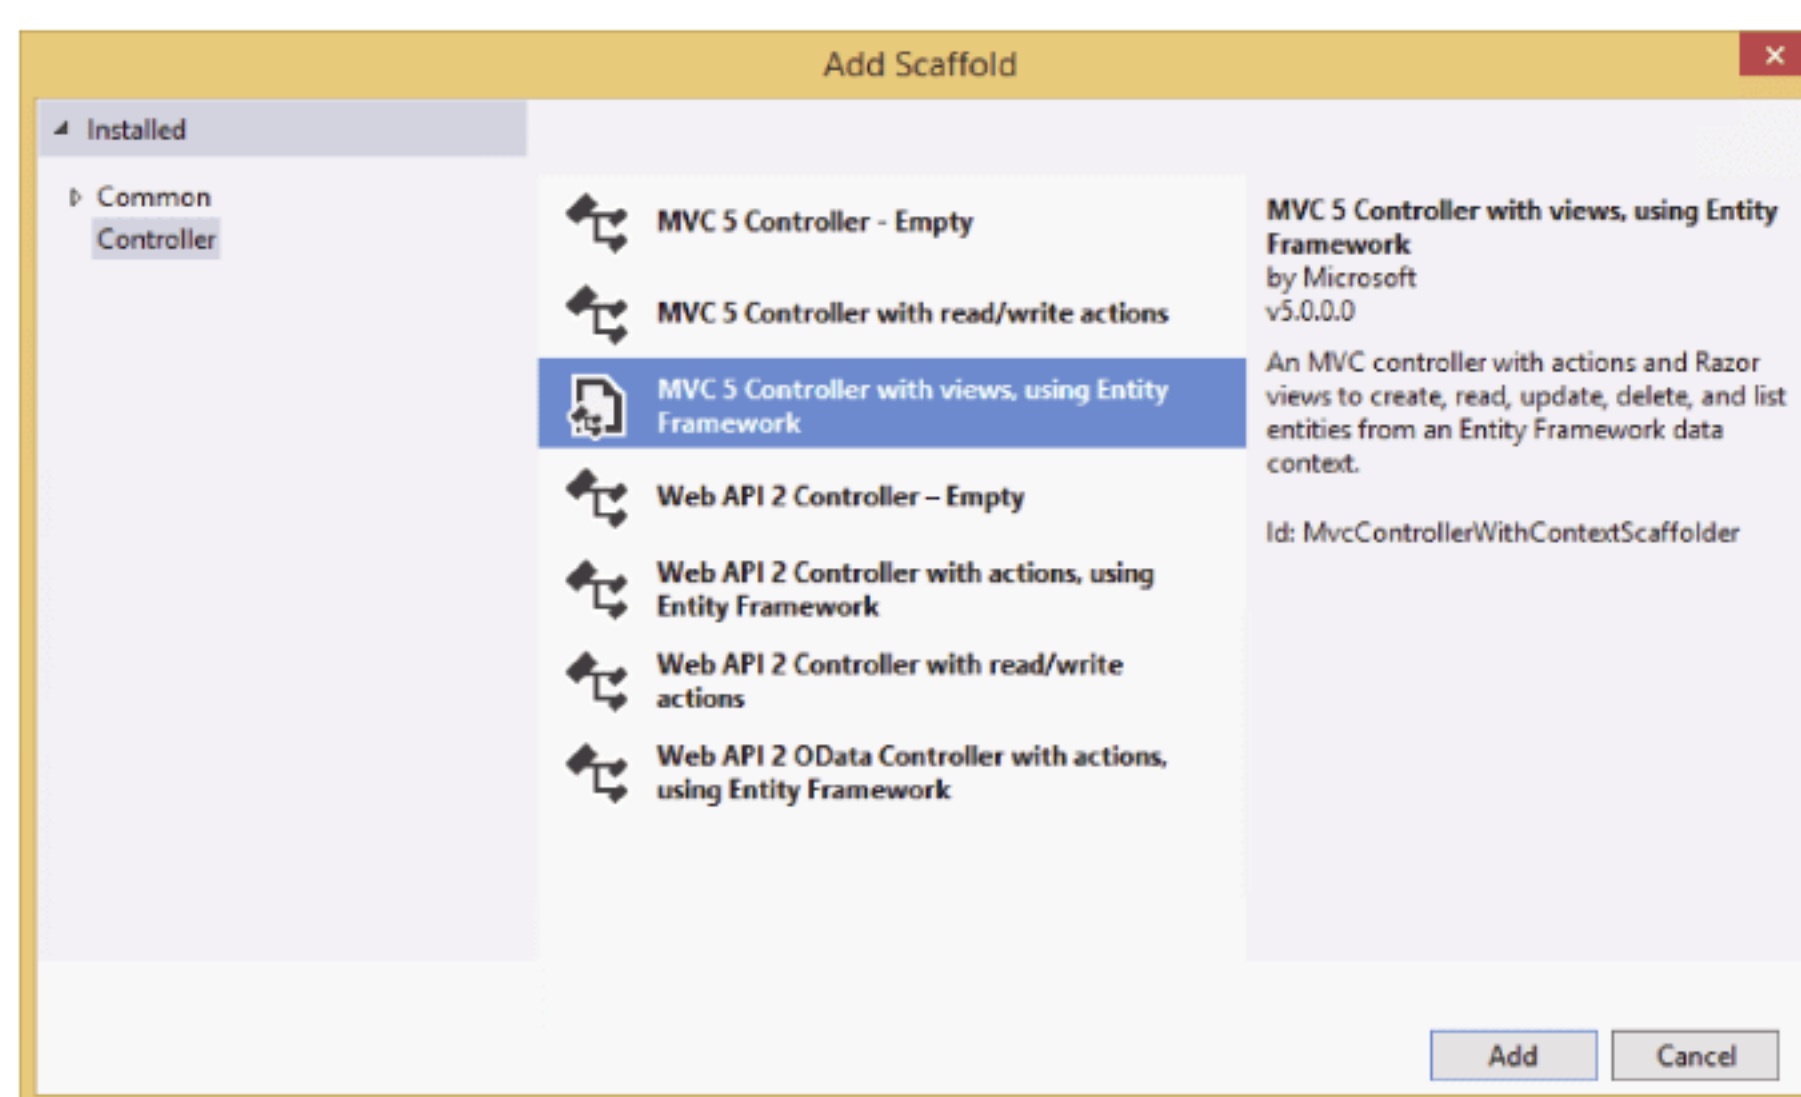 Add Scaffold
Installed
Common
Controller
MVC 5 Controller - Empty
MVC 5 Controller with read/write actions
MVC 5 Controller with views, using Entity
Framework
Web API 2 Controller – Empty
Web API 2 Controller with actions, using
Entity Framework
Web API 2 Controller with read/write
actions
Web API 2 OData Controller with actions,
using Entity Framework
MVC 5 Controller with views, using Entity
Framework
by Microsoft
v5.0.0.0
An MVC controller with actions and Razor
views to create, read, update, delete, and list
entities from an Entity Framework data
context.
Id: MvcControllerWithContextScaffolder
Add
Cancel